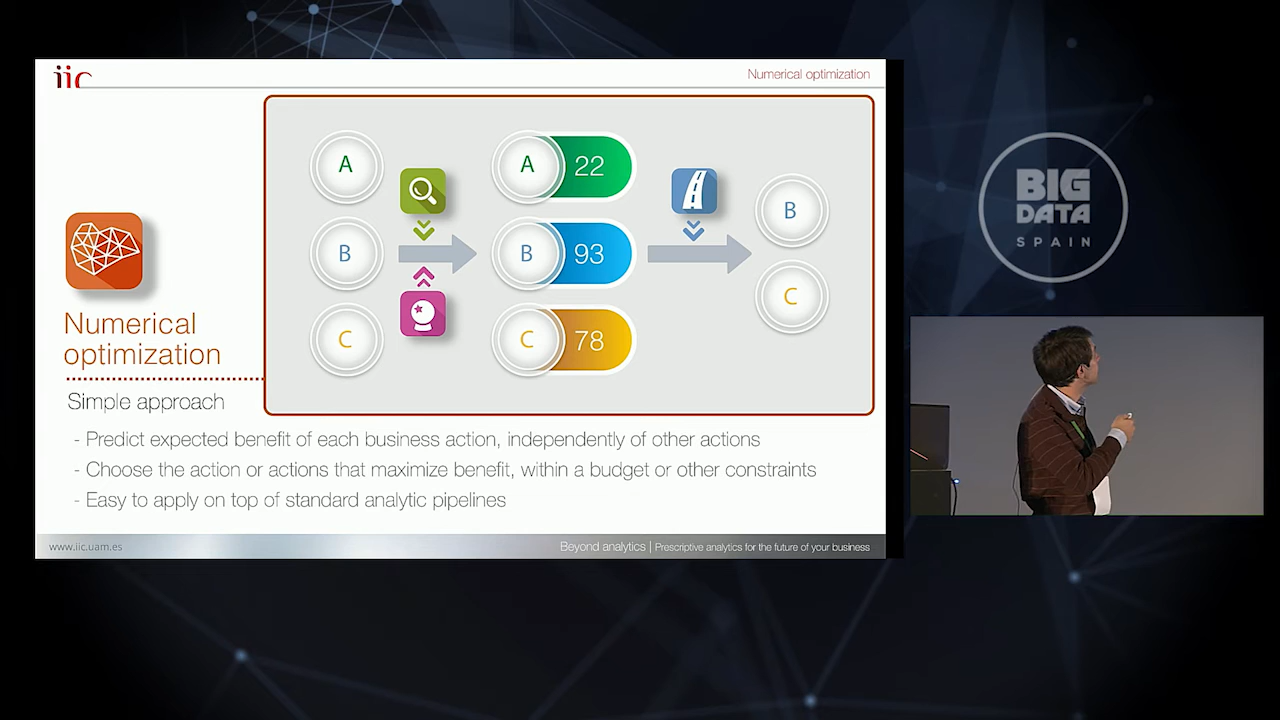 iic
Numerical optimization
A
A 22
B
B 93
B
C
C 78
C
Numerical
optimization
Simple approach
- Predict expected benefit of each business action, independently of other actions
- Choose the action or actions that maximize benefit, within a budget or other constraints
- Easy to apply on top of standard analytic pipelines
www.iic.uam.es
Beyond analytics | Prescriptive analytics for the future of your business
BIG
DATA
SPAIN